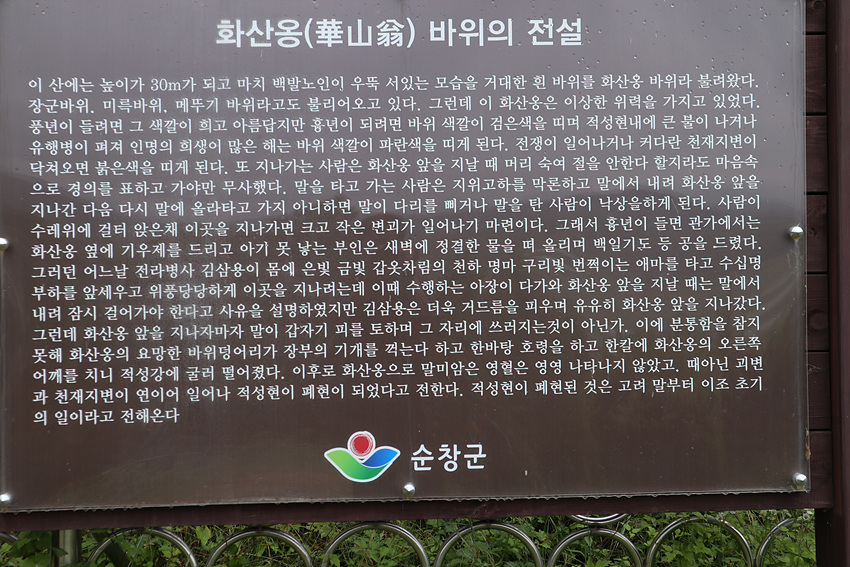 화산옹(華山翁) 바위의 전설
이 산에는 높이가 30m가 되고 마치 백발노인이 우뚝 서있는 모습을 거대한 흰 바위를 화산옹 바위라 불려왔다.
장군바위, 미륵바위, 메뚜기 바위라고도 불리어오고 있다. 그런데 이 화산옹은 이상한 위력을 가지고 있었다.
풍년이 들려면 그 색깔이 희고 아름답지만 흉년이 되려면 바위 색깔이 검은색을 띠며 적성현내에 큰 불이 나거나
유행병이 퍼져 인명의 희생이 많은 해는 바위 색깔이 파란색을 띠게 된다. 전쟁이 일어나거나 커다란 천재지변이
닥쳐오면 붉은색을 띠게 된다. 또 지나가는 사람은 화산옹 앞을 지날 때 머리 숙여 절을 안한다 할지라도 마음속
으로 경의를 표하고 가야만 무사했다. 말을 타고 가는 사람은 지위고하를 막론하고 말에서 내려 화산옹 앞을
지나간 다음 다시 말에 올라타고 가지 아니하면 말이 다리를 삐거나 말을 탄 사람이 낙상을하게 된다. 사람이
수레위에 걸터 앉은채 이곳을 지나가면 크고 작은 변괴가 일어나기 마련이다. 그래서 흉년이 들면 관가에서는
화산옹 옆에 기우제를 드리고 아기 못 낳는 부인은 새벽에 정결한 물을 떠 올리며 백일기도 등 공을 드렸다.
그러던 어느날 전라병사 김삼용이 몸에 은빛 금빛 갑옷차림의 천하 명마 구리빛 번쩍이는 애마를 타고 수십명
부하를 앞세우고 위풍당당하게 이곳을 지나려는데 이때 수행하는 아장이 다가와 화산옹 앞을 지날 때는 말에서
내려 잠시 걸어가야 한다고 사유을 설명하였지만 김삼용은 더욱 거드름을 피우며 유유히 화산옹 앞을 지나갔다.
그런데 화산옹 앞을 지나자마자 말이 갑자기 피를 토하며 그 자리에 쓰러지는것이 아닌가. 이에 분통함을 참지
못해 화산옹의 요망한 바위덩어리가 장부의 기개를 꺾는다 하고 한바탕 호령을 하고 한칼에 화산옹의 오른쪽
어깨를 치니 적성강에 굴러 떨어졌다. 이후로 화산옹으로 말미암은 영험은 영영 나타나지 않았고. 때아닌 괴변
과 천재지변이 연이어 일어나 적성현이 폐현이 되었다고 전한다. 적성현이 폐현된 것은 고려 말부터 이조 초기
의 일이라고 전해온다
순창군